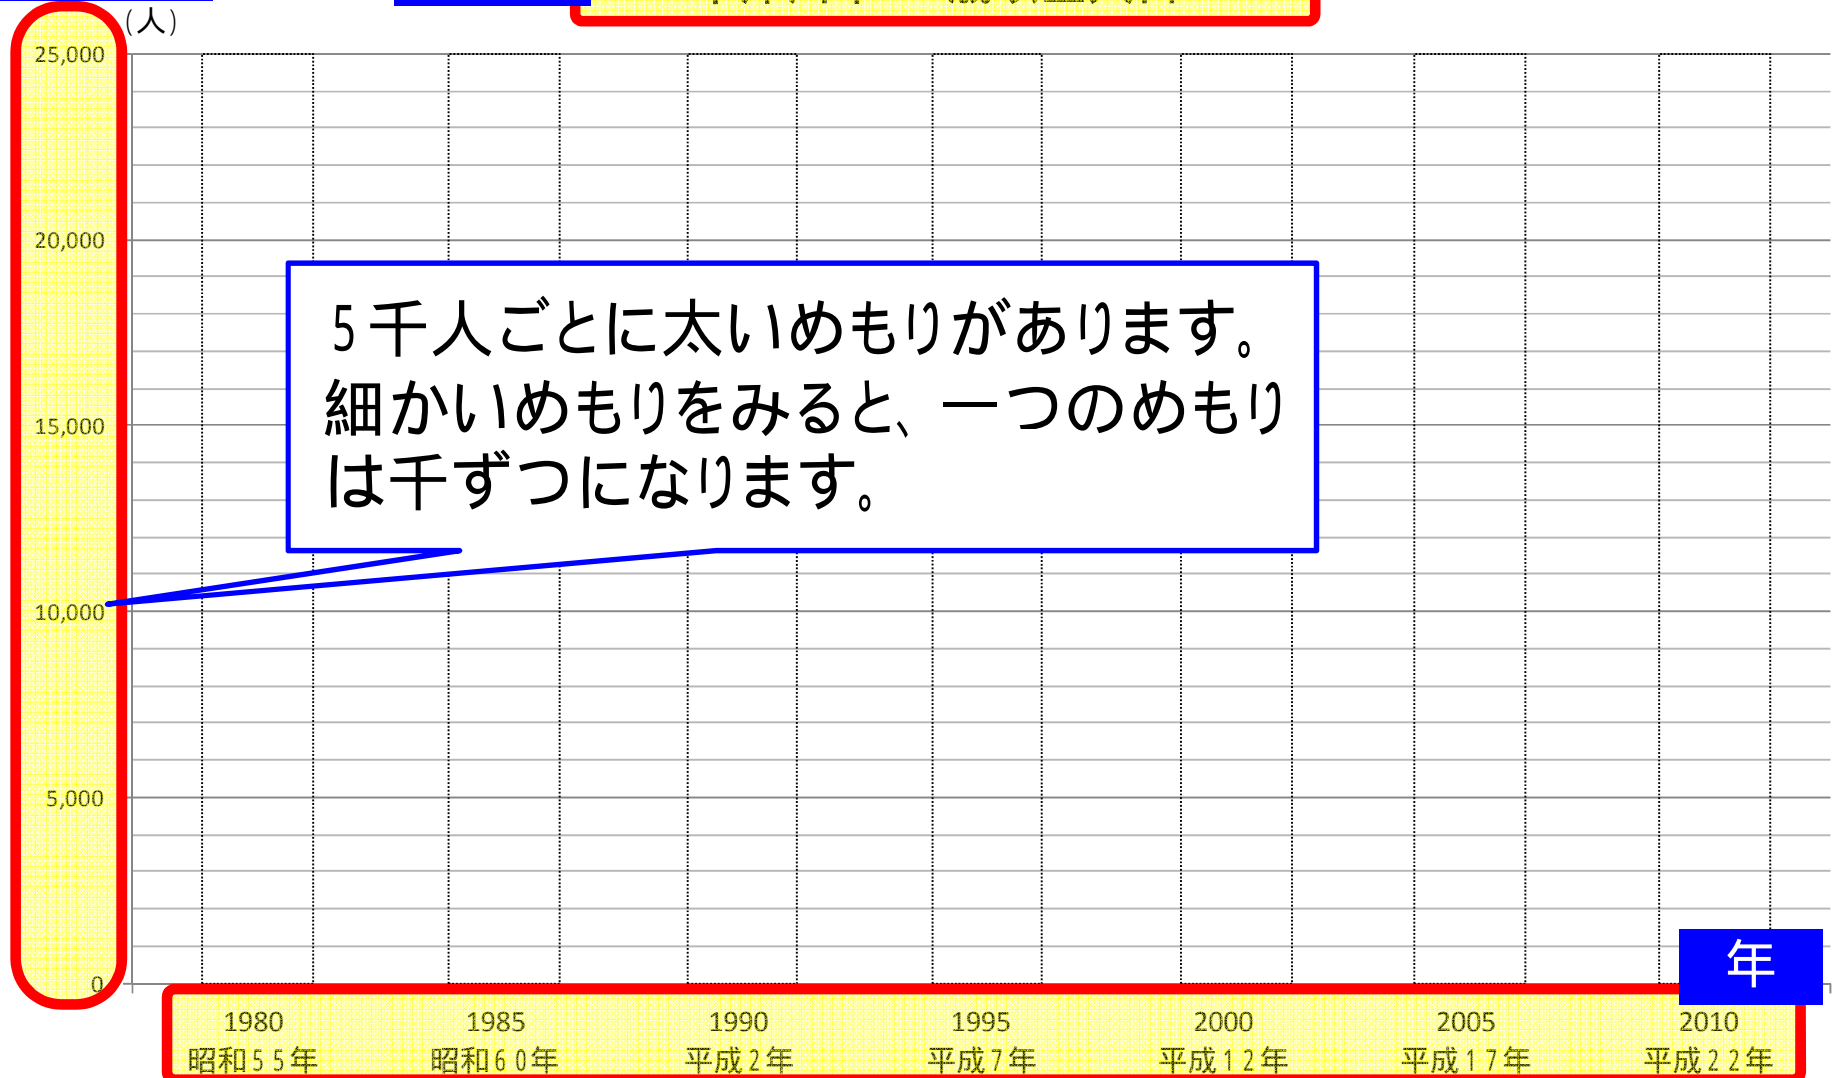 (人)
25,000
20,000
5千人ごとに太いめもりがあります。
細かいめもりをみると、一つのめもり
は千ずつになります。
15,000
10,000
5,000
0
年
1980 1985 1990 1995 2000 2005 2010
昭和55年 昭和60年 平成2年 平成7年 平成12年 平成17年 平成22年